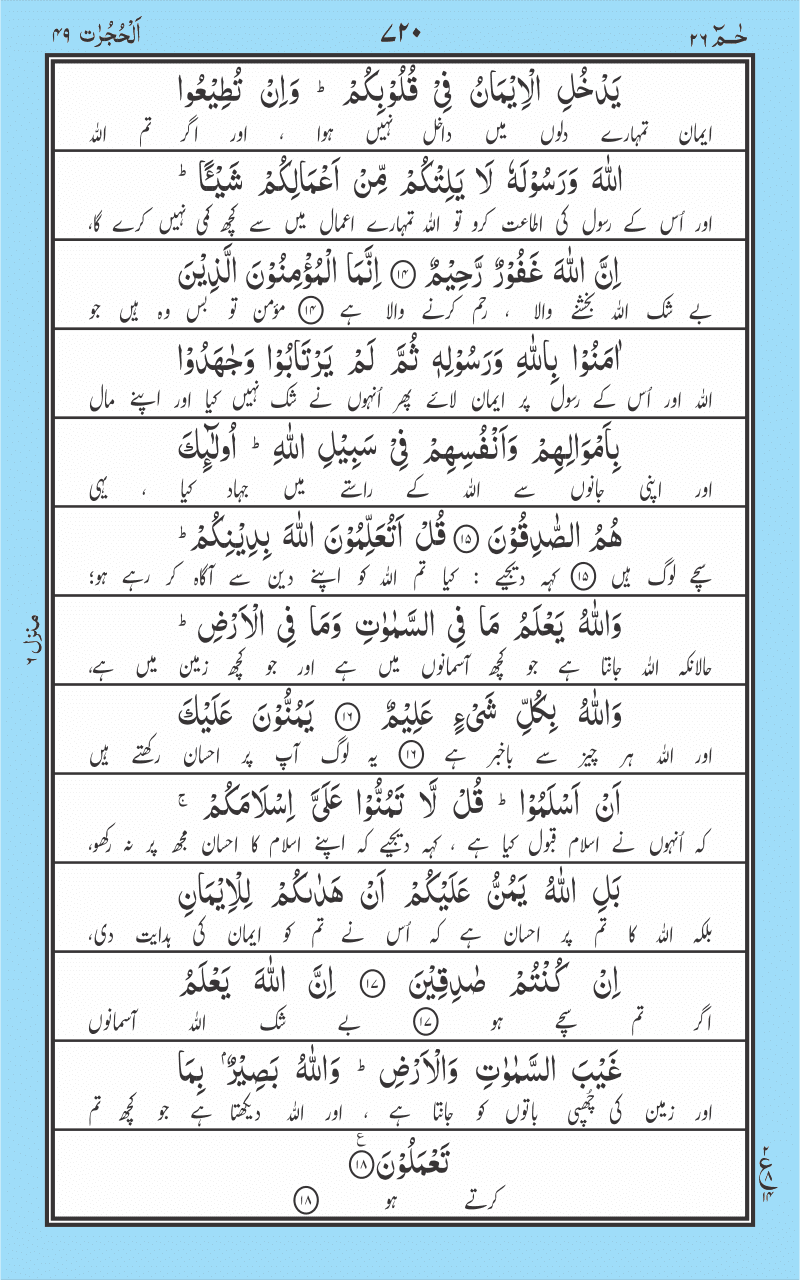 حٰـمٓ ٢٦ ٧٢٠ اَلْحُجُرٰت ٤٩
يَدْخُلِ الْاِيْمَانُ فِيْ قُلُوْبِكُمْ ؕ وَاِنْ تُطِيْعُوا
ایمان تمہارے دلوں میں داخل نہیں ہوا ، اور اگر تم اللہ
اللّٰهَ وَرَسُوْلَهٗ لَا يَلِتْكُمْ مِّنْ اَعْمَالِكُمْ شَيْـًٔا ؕ
اور اُس کے رسول کی اطاعت کرو تو اللہ تمہارے اعمال میں سے کچھ کمی نہیں کرے گا،
اِنَّ اللّٰهَ غَفُوْرٌ رَّحِيْمٌ ﴿١٤﴾ اِنَّمَا الْمُؤْمِنُوْنَ الَّذِيْنَ
بے شک اللہ بخشنے والا ، رحم کرنے والا ہے ﴿١٤﴾ مؤمن تو بس وہ ہیں جو
اٰمَنُوْا بِاللّٰهِ وَرَسُوْلِهٖ ثُمَّ لَمْ يَرْتَابُوْا وَجٰهَدُوْا
اللہ اور اُس کے رسول پر ایمان لائے پھر اُنہوں نے شک نہیں کیا اور اپنے مال
بِاَمْوَالِهِمْ وَاَنْفُسِهِمْ فِيْ سَبِيْلِ اللّٰهِ ؕ اُولٰٓئِكَ
اور اپنی جانوں سے اللہ کے راستے میں جہاد کیا ، یہی
هُمُ الصّٰدِقُوْنَ ﴿١٥﴾ قُلْ اَتُعَلِّمُوْنَ اللّٰهَ بِدِيْنِكُمْ ؕ
سچے لوگ ہیں ﴿١٥﴾ کہہ دیجیے : کیا تم اللہ کو اپنے دین سے آگاہ کر رہے ہو؛
وَاللّٰهُ يَعْلَمُ مَا فِي السَّمٰوٰتِ وَمَا فِي الْاَرْضِ ؕ
حالانکہ اللہ جانتا ہے جو کچھ آسمانوں میں ہے اور جو کچھ زمین میں ہے،
وَاللّٰهُ بِكُلِّ شَيْءٍ عَلِيْمٌ ﴿١٦﴾ يَمُنُّوْنَ عَلَيْكَ
اور اللہ ہر چیز سے باخبر ہے ﴿١٦﴾ یہ لوگ آپ پر احسان رکھتے ہیں
اَنْ اَسْلَمُوْا ؕ قُلْ لَّا تَمُنُّوْا عَلَيَّ اِسْلَامَكُمْ ۚ
کہ اُنہوں نے اسلام قبول کیا ہے ، کہہ دیجیے کہ اپنے اسلام کا احسان مجھ پر نہ رکھو،
بَلِ اللّٰهُ يَمُنُّ عَلَيْكُمْ اَنْ هَدٰىكُمْ لِلْاِيْمَانِ
بلکہ اللہ کا تم پر احسان ہے کہ اُس نے تم کو ایمان کی ہدایت دی،
اِنْ كُنْتُمْ صٰدِقِيْنَ ﴿١٧﴾ اِنَّ اللّٰهَ يَعْلَمُ
اگر تم سچے ہو ﴿١٧﴾ بے شک اللہ آسمانوں
غَيْبَ السَّمٰوٰتِ وَالْاَرْضِ ؕ وَاللّٰهُ بَصِيْرٌۢ بِمَا
اور زمین کی چُھپی باتوں کو جانتا ہے ، اور اللہ دیکھتا ہے جو کچھ تم
تَعْمَلُوْنَ ﴿١٨﴾ ع
کرتے ہو ﴿١٨﴾
منزل ٦
٢
ع ٨
١٤